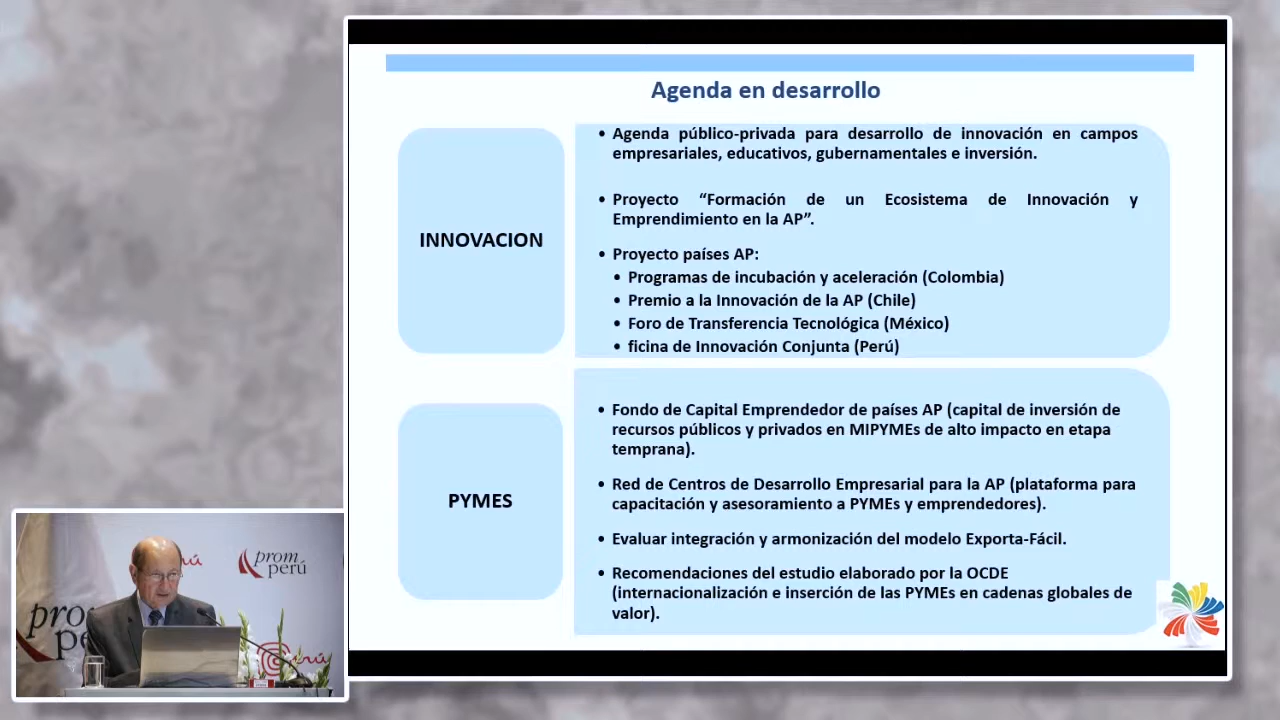 Agenda en desarrollo
INNOVACION
• Agenda público-privada para desarrollo de innovación en campos
empresariales, educativos, gubernamentales e inversión.
• Proyecto “Formación de un Ecosistema de Innovación y
Emprendimiento en la AP”.
• Proyecto países AP:
• Programas de incubación y aceleración (Colombia)
• Premio a la Innovación de la AP (Chile)
• Foro de Transferencia Tecnológica (México)
• ficina de Innovación Conjunta (Perú)
PYMES
• Fondo de Capital Emprendedor de países AP (capital de inversión de
recursos públicos y privados en MIPYMEs de alto impacto en etapa
temprana).
• Red de Centros de Desarrollo Empresarial para la AP (plataforma para
capacitación y asesoramiento a PYMEs y emprendedores).
• Evaluar integración y armonización del modelo Exporta-Fácil.
• Recomendaciones del estudio elaborado por la OCDE
(internacionalización e inserción de las PYMEs en cadenas globales de
valor).
prom
perú